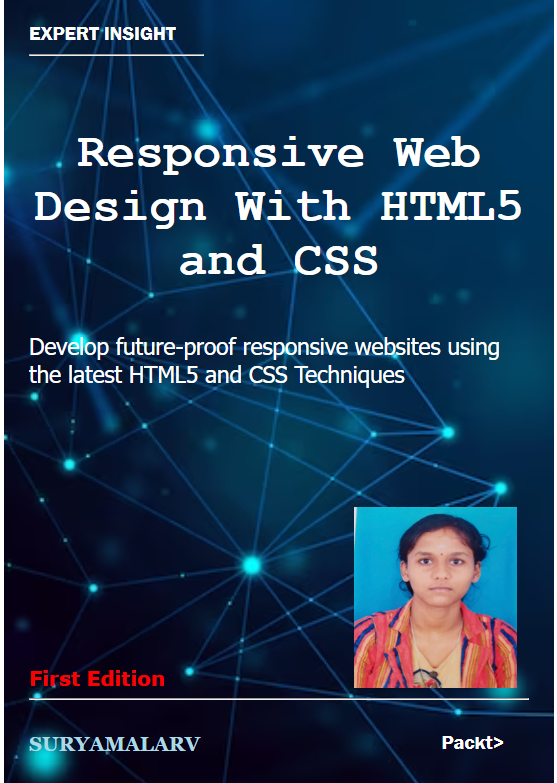 EXPERT INSIGHT
Responsive Web
Design With HTML5
and CSS
Develop future-proof responsive websites using
the latest HTML5 and CSS Techniques
First Edition
SURYAMALARV
Packt>